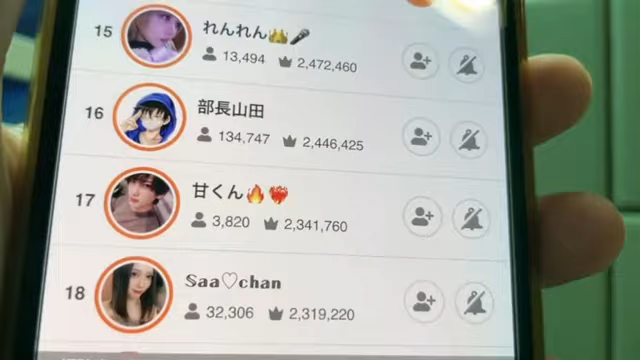 15 れんれん👑🎤
13,494 2,472,460
16 部長山田
134,747 2,446,425
17 甘くん🔥❤️‍🔥
3,820 2,341,760
18 Saa♡chan
32,306 2,319,220